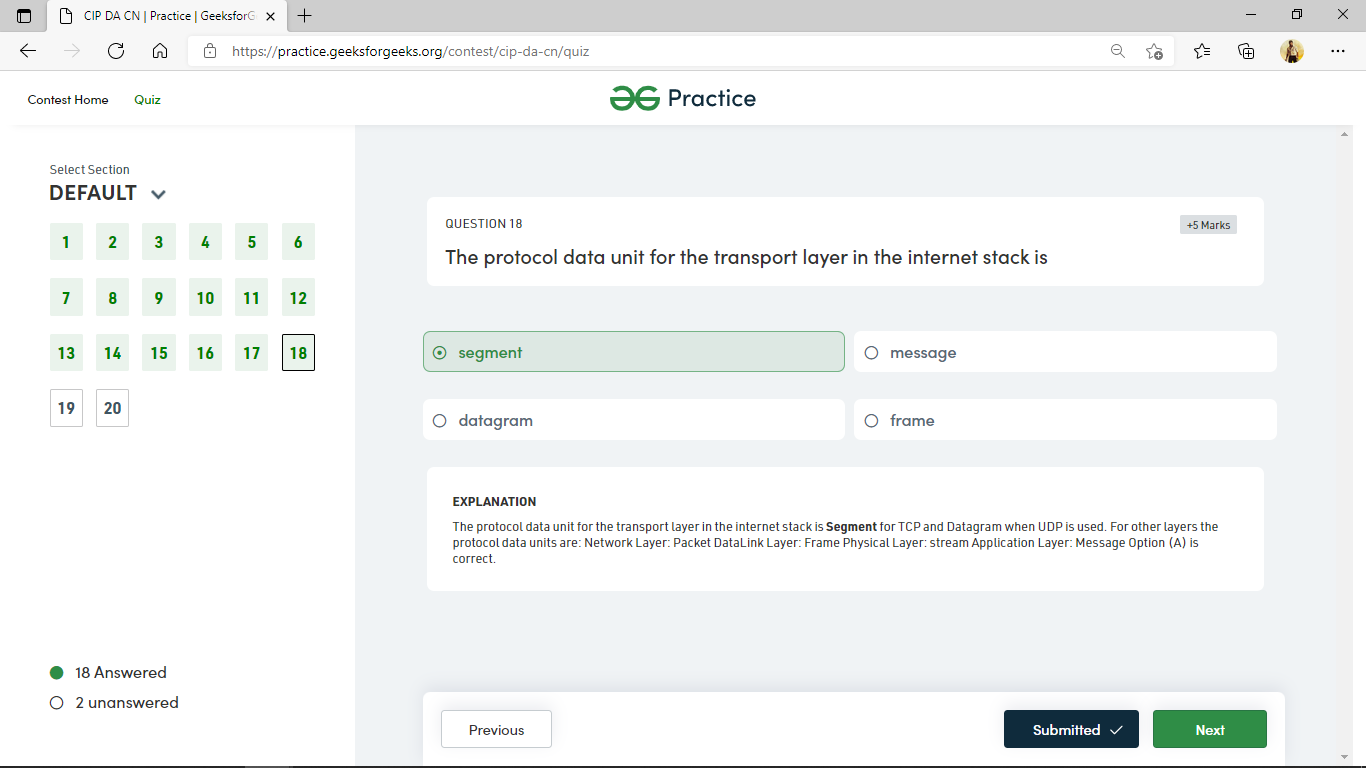 CIP DA CN | Practice | GeeksforG
https://practice.geeksforgeeks.org/contest/cip-da-cn/quiz
Contest Home Quiz
Practice
Select Section
DEFAULT
1 2 3 4 5 6
7 8 9 10 11 12
13 14 15 16 17 18
19 20
18 Answered
2 unanswered
QUESTION 18
+5 Marks
The protocol data unit for the transport layer in the internet stack is
segment
message
datagram
frame
EXPLANATION
The protocol data unit for the transport layer in the internet stack is Segment for TCP and Datagram when UDP is used. For other layers the
protocol data units are: Network Layer: Packet DataLink Layer: Frame Physical Layer: stream Application Layer: Message Option (A) is
correct.
Previous
Submitted
Next